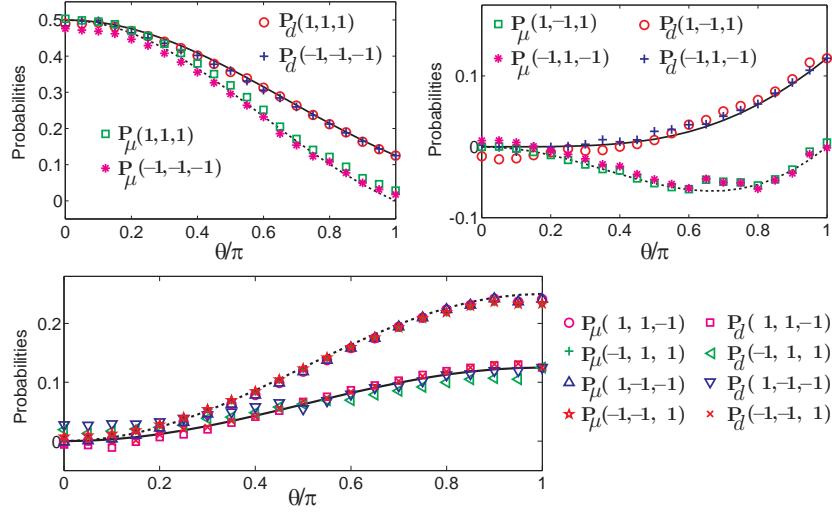 0.5
0.4
0.3
0.2
0.1
0
Probabilities
0 0.2 0.4 0.6 0.8 1
θ/π
P_d(1,1,1)
P_d(-1,-1,-1)
P_μ(1,1,1)
P_μ(-1,-1,-1)
P_μ(1,-1,1) P_d(1,-1,1)
P_μ(-1,1,-1) P_d(-1,1,-1)
0.1
0
-0.1
Probabilities
0 0.2 0.4 0.6 0.8 1
θ/π
0.2
0.1
0
Probabilities
0 0.2 0.4 0.6 0.8 1
θ/π
P_μ( 1, 1,-1) P_d( 1, 1,-1)
P_μ(-1, 1, 1) P_d(-1, 1, 1)
P_μ( 1,-1,-1) P_d( 1,-1,-1)
P_μ(-1,-1, 1) P_d(-1,-1, 1)